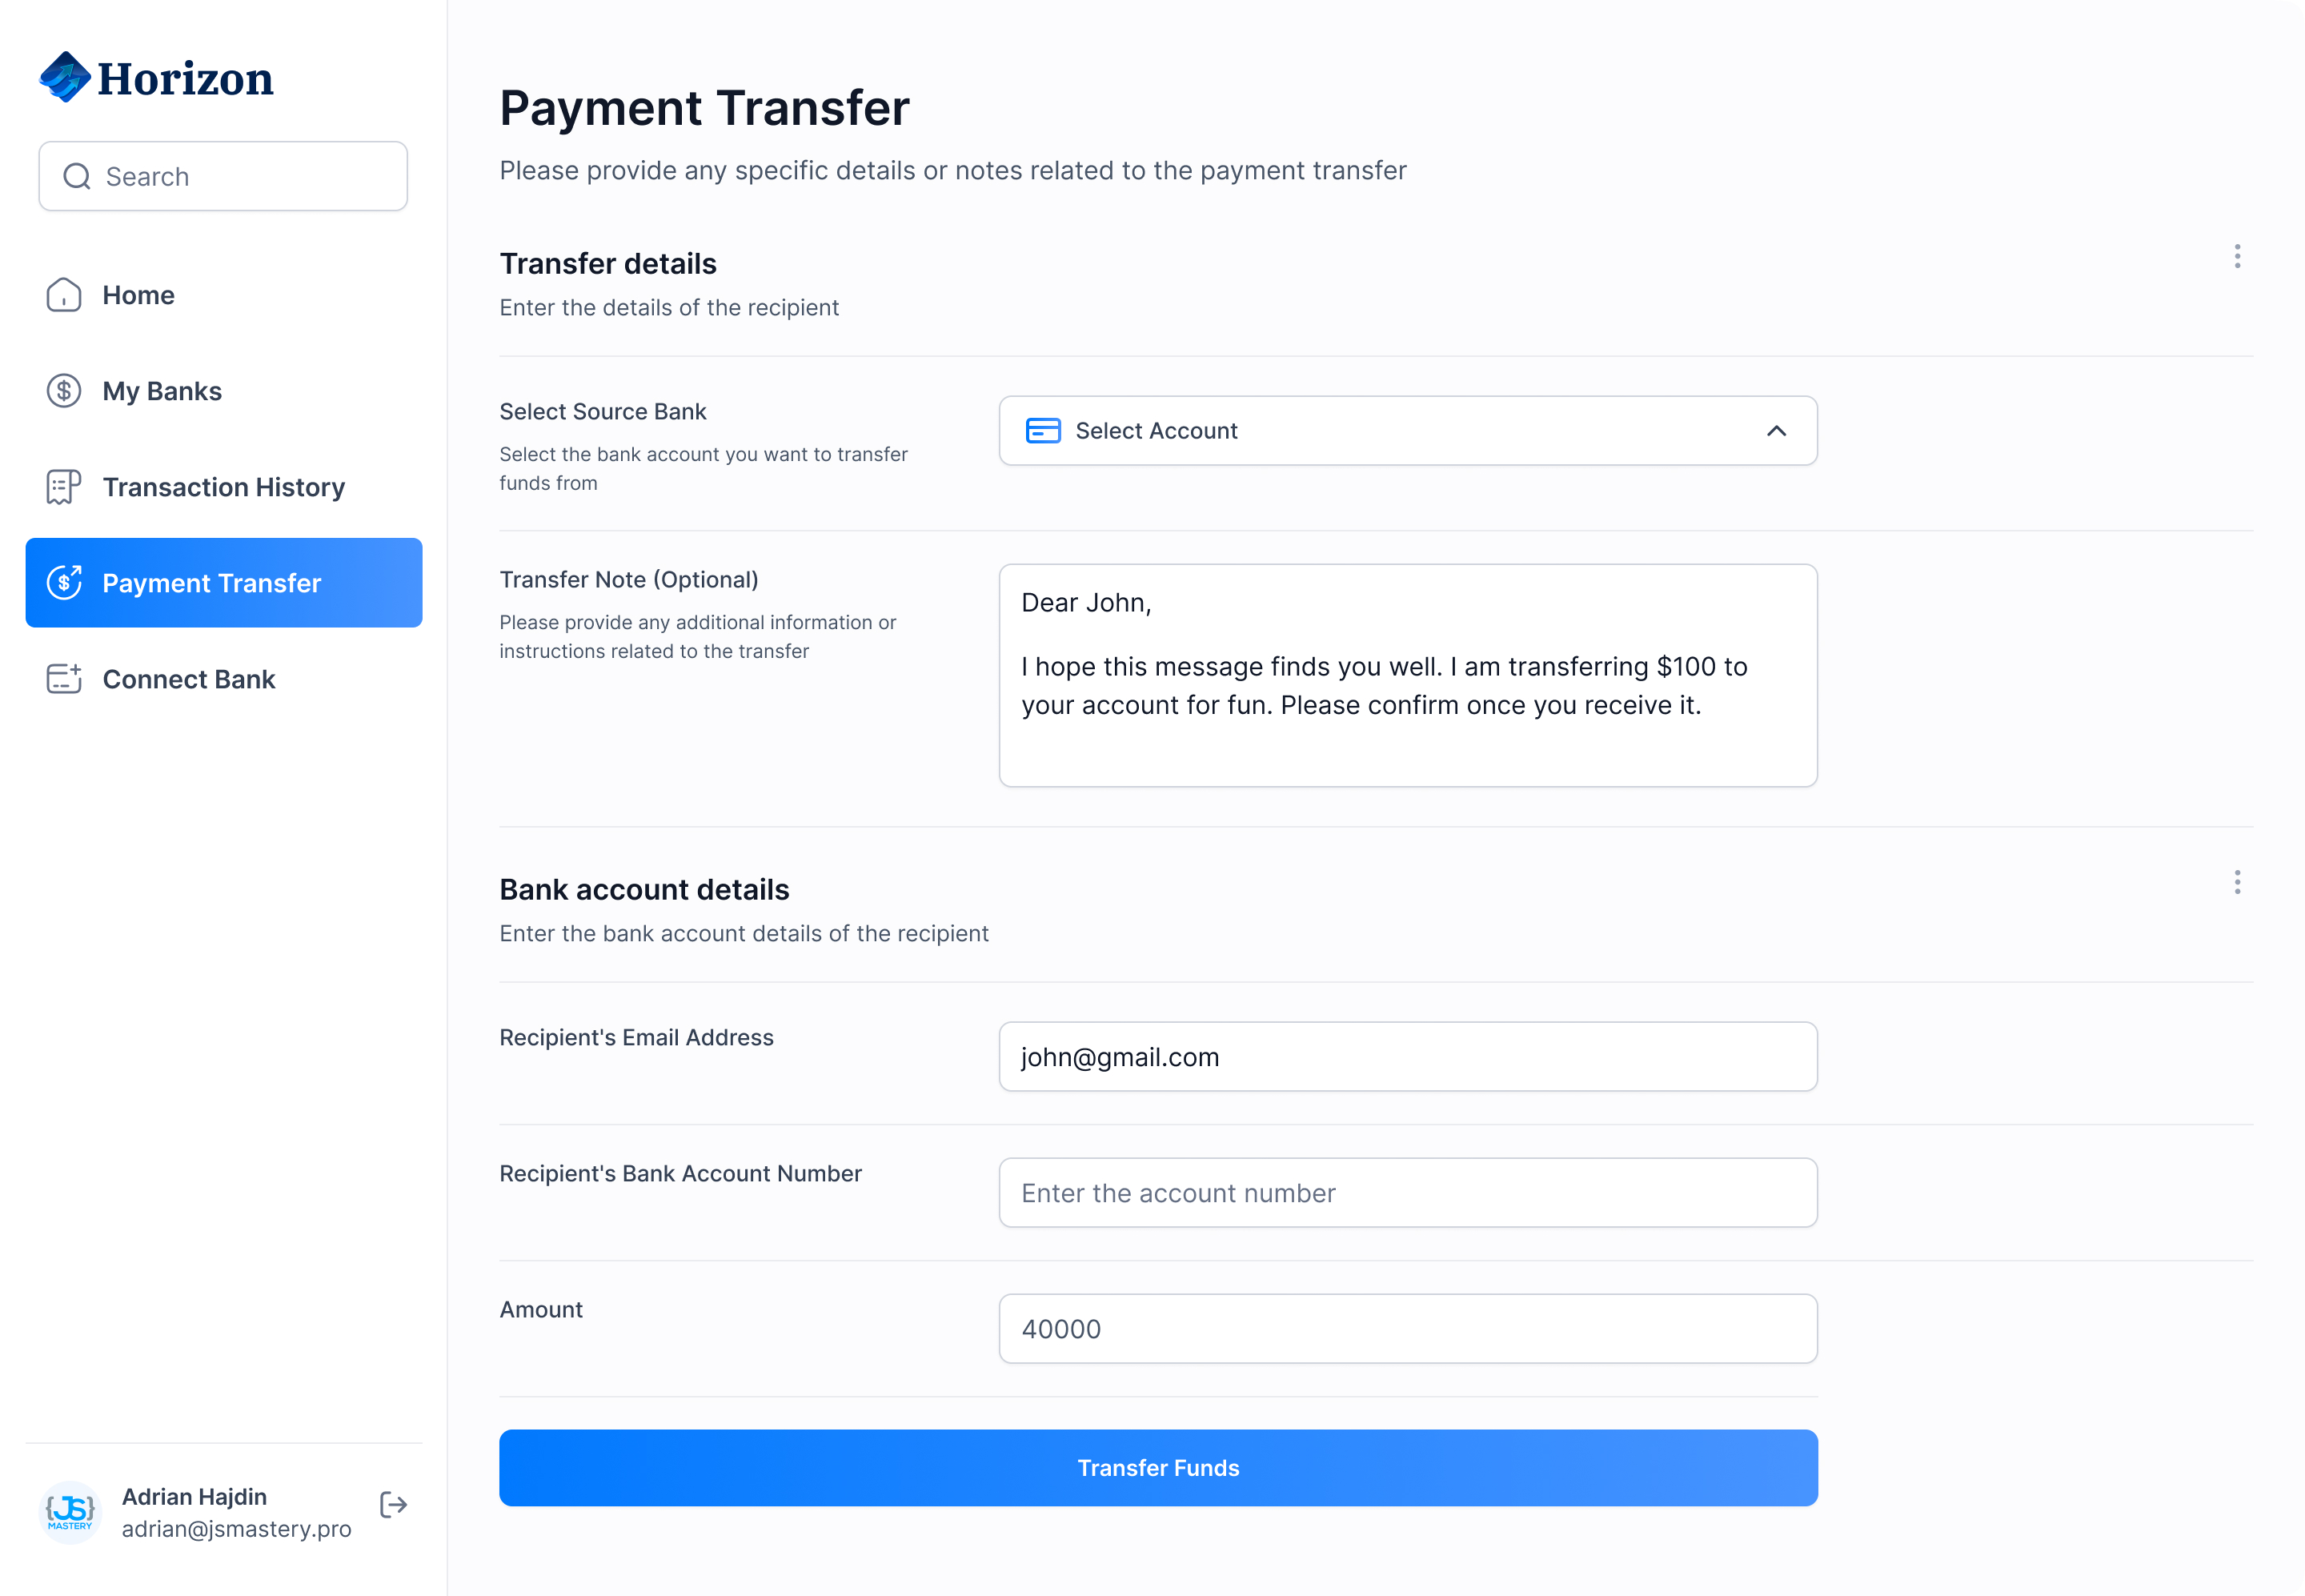 Horizon
Search
Home
My Banks
Transaction History
Payment Transfer
Connect Bank
{JS}
MASTERY
Adrian Hajdin
adrian@jsmastery.pro
Payment Transfer
Please provide any specific details or notes related to the payment transfer
Transfer details
Enter the details of the recipient
Select Source Bank
Select the bank account you want to transfer
funds from
Select Account
Transfer Note (Optional)
Please provide any additional information or
instructions related to the transfer
Dear John,
I hope this message finds you well. I am transferring $100 to
your account for fun. Please confirm once you receive it.
Bank account details
Enter the bank account details of the recipient
Recipient's Email Address
john@gmail.com
Recipient's Bank Account Number
Enter the account number
Amount
40000
Transfer Funds